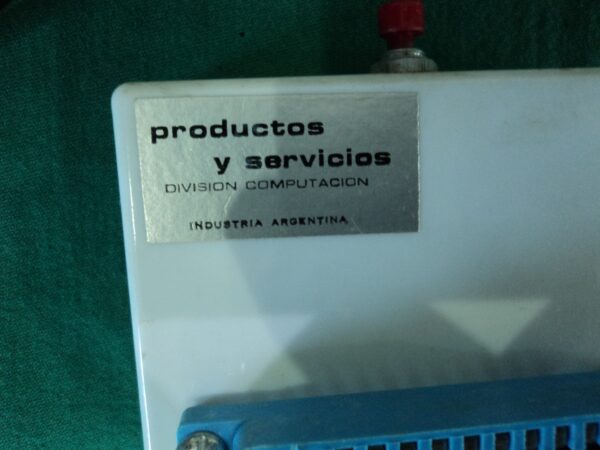 productos
y servicios
DIVISION COMPUTACION
INDUSTRIA ARGENTINA